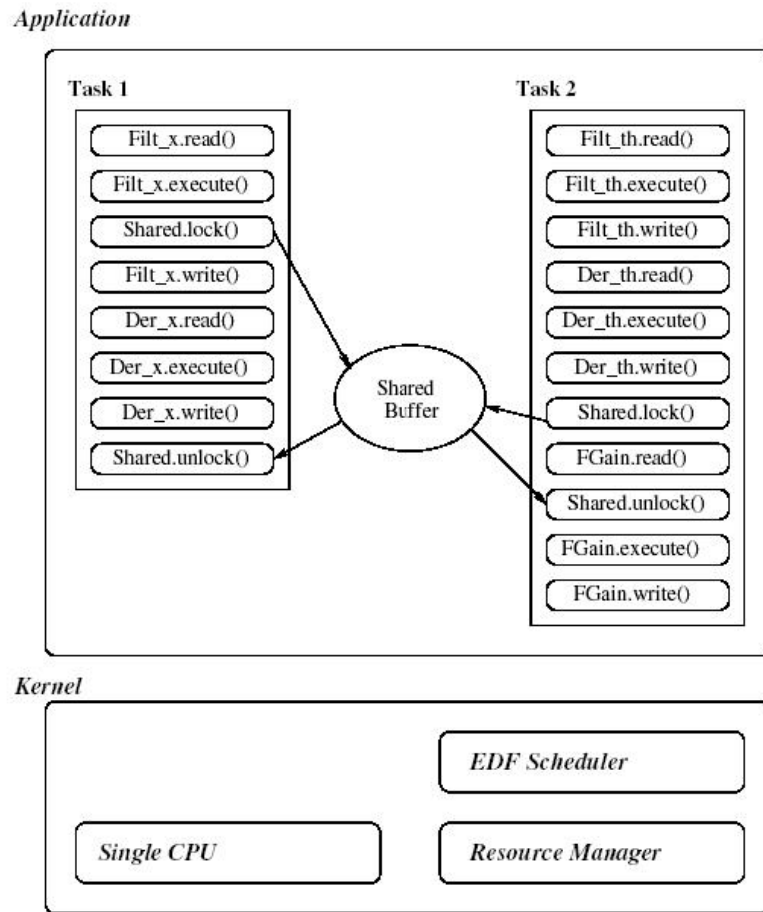 Application
Task 1
Filt_x.read()
Filt_x.execute()
Shared.lock()
Filt_x.write()
Der_x.read()
Der_x.execute()
Der_x.write()
Shared.unlock()
Shared
Buffer
Task 2
Filt_th.read()
Filt_th.execute()
Filt_th.write()
Der_th.read()
Der_th.execute()
Der_th.write()
Shared.lock()
FGain.read()
Shared.unlock()
FGain.execute()
FGain.write()
Kernel
EDF Scheduler
Single CPU
Resource Manager